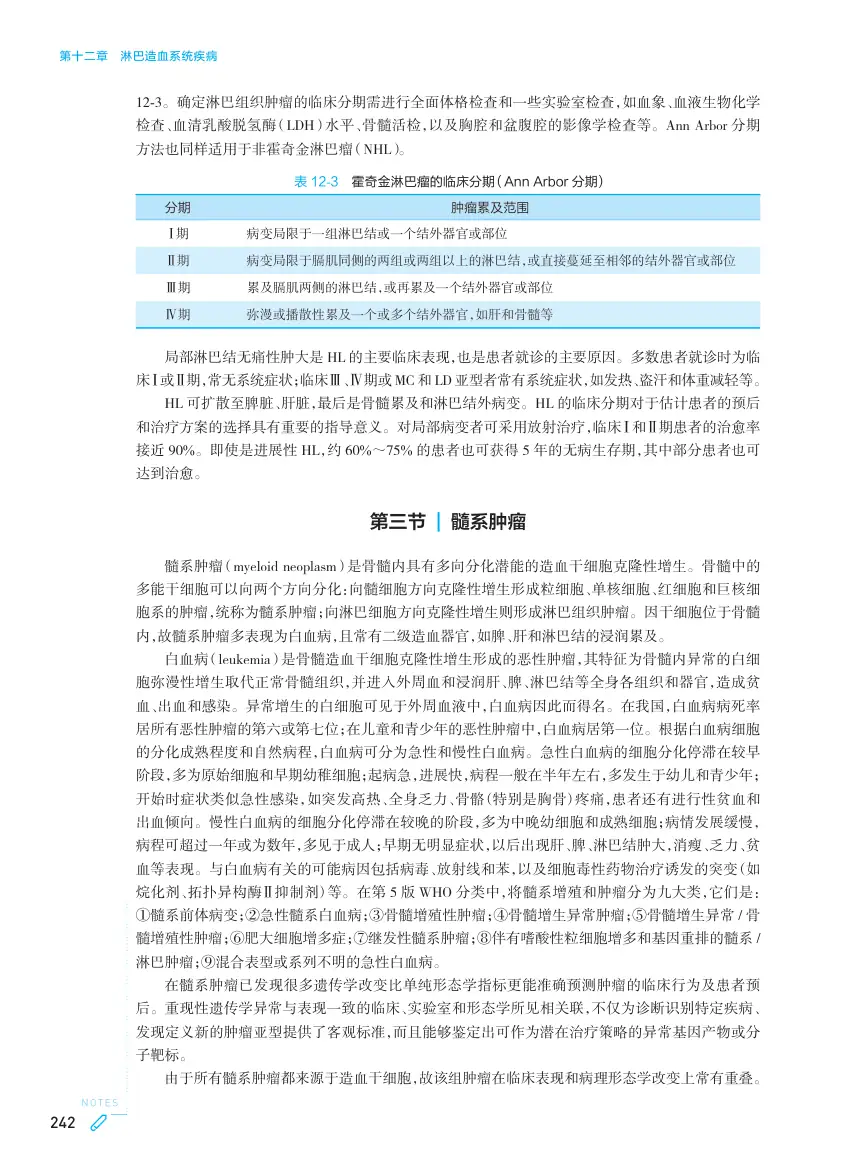 第十二章 淋巴造血系统疾病
12-3。确定淋巴组织肿瘤的临床分期需进行全面体格检查和一些实验室检查，如血象、血液生物化学
检查、血清乳酸脱氢酶（LDH）水平、骨髓活检，以及胸腔和盆腹腔的影像学检查等。Ann Arbor 分期
方法也同样适用于非霍奇金淋巴瘤（NHL）。
表 12-3 霍奇金淋巴瘤的临床分期（Ann Arbor 分期）
分期 肿瘤累及范围
Ⅰ期 病变局限于一组淋巴结或一个结外器官或部位
Ⅱ期 病变局限于膈肌同侧的两组或两组以上的淋巴结，或直接蔓延至相邻的结外器官或部位
Ⅲ期 累及膈肌两侧的淋巴结，或再累及一个结外器官或部位
Ⅳ期 弥漫或播散性累及一个或多个结外器官，如肝和骨髓等
局部淋巴结无痛性肿大是 HL 的主要临床表现，也是患者就诊的主要原因。多数患者就诊时为临
床Ⅰ或Ⅱ期，常无系统症状；临床Ⅲ、Ⅳ期或 MC 和 LD 亚型者常有系统症状，如发热、盗汗和体重减轻等。
HL 可扩散至脾脏、肝脏，最后是骨髓累及和淋巴结外病变。HL 的临床分期对于估计患者的预后
和治疗方案的选择具有重要的指导意义。对局部病变者可采用放射治疗，临床Ⅰ和Ⅱ期患者的治愈率
接近 90%。即使是进展性 HL，约 60%～75% 的患者也可获得 5 年的无病生存期，其中部分患者也可
达到治愈。
第三节 | 髓系肿瘤
髓系肿瘤（myeloid neoplasm）是骨髓内具有多向分化潜能的造血干细胞克隆性增生。骨髓中的
多能干细胞可以向两个方向分化：向髓细胞方向克隆性增生形成粒细胞、单核细胞、红细胞和巨核细
胞系的肿瘤，统称为髓系肿瘤；向淋巴细胞方向克隆性增生则形成淋巴组织肿瘤。因干细胞位于骨髓
内，故髓系肿瘤多表现为白血病，且常有二级造血器官，如脾、肝和淋巴结的浸润累及。
白血病（leukemia）是骨髓造血干细胞克隆性增生形成的恶性肿瘤，其特征为骨髓内异常的白细
胞弥漫性增生取代正常骨髓组织，并进入外周血和浸润肝、脾、淋巴结等全身各组织和器官，造成贫
血、出血和感染。异常增生的白细胞可见于外周血液中，白血病因此而得名。在我国，白血病病死率
居所有恶性肿瘤的第六或第七位；在儿童和青少年的恶性肿瘤中，白血病居第一位。根据白血病细胞
的分化成熟程度和自然病程，白血病可分为急性和慢性白血病。急性白血病的细胞分化停滞在较早
阶段，多为原始细胞和早期幼稚细胞；起病急，进展快，病程一般在半年左右，多发生于幼儿和青少年；
开始时症状类似急性感染，如突发高热、全身乏力、骨骼（特别是胸骨）疼痛，患者还有进行性贫血和
出血倾向。慢性白血病的细胞分化停滞在较晚的阶段，多为中晚幼细胞和成熟细胞；病情发展缓慢，
病程可超过一年或为数年，多见于成人；早期无明显症状，以后出现肝、脾、淋巴结肿大，消瘦、乏力、贫
血等表现。与白血病有关的可能病因包括病毒、放射线和苯，以及细胞毒性药物治疗诱发的突变（如
烷化剂、拓扑异构酶Ⅱ抑制剂）等。在第 5 版 WHO 分类中，将髓系增殖和肿瘤分为九大类，它们是：
①髓系前体病变；②急性髓系白血病；③骨髓增殖性肿瘤；④骨髓增生异常肿瘤；⑤骨髓增生异常 / 骨
髓增殖性肿瘤；⑥肥大细胞增多症；⑦继发性髓系肿瘤；⑧伴有嗜酸性粒细胞增多和基因重排的髓系 /
淋巴肿瘤；⑨混合表型或系列不明的急性白血病。
在髓系肿瘤已发现很多遗传学改变比单纯形态学指标更能准确预测肿瘤的临床行为及患者预
后。重现性遗传学异常与表现一致的临床、实验室和形态学所见相关联，不仅为诊断识别特定疾病、
发现定义新的肿瘤亚型提供了客观标准，而且能够鉴定出可作为潜在治疗策略的异常基因产物或分
子靶标。
由于所有髓系肿瘤都来源于造血干细胞，故该组肿瘤在临床表现和病理形态学改变上常有重叠。
NOTES
242